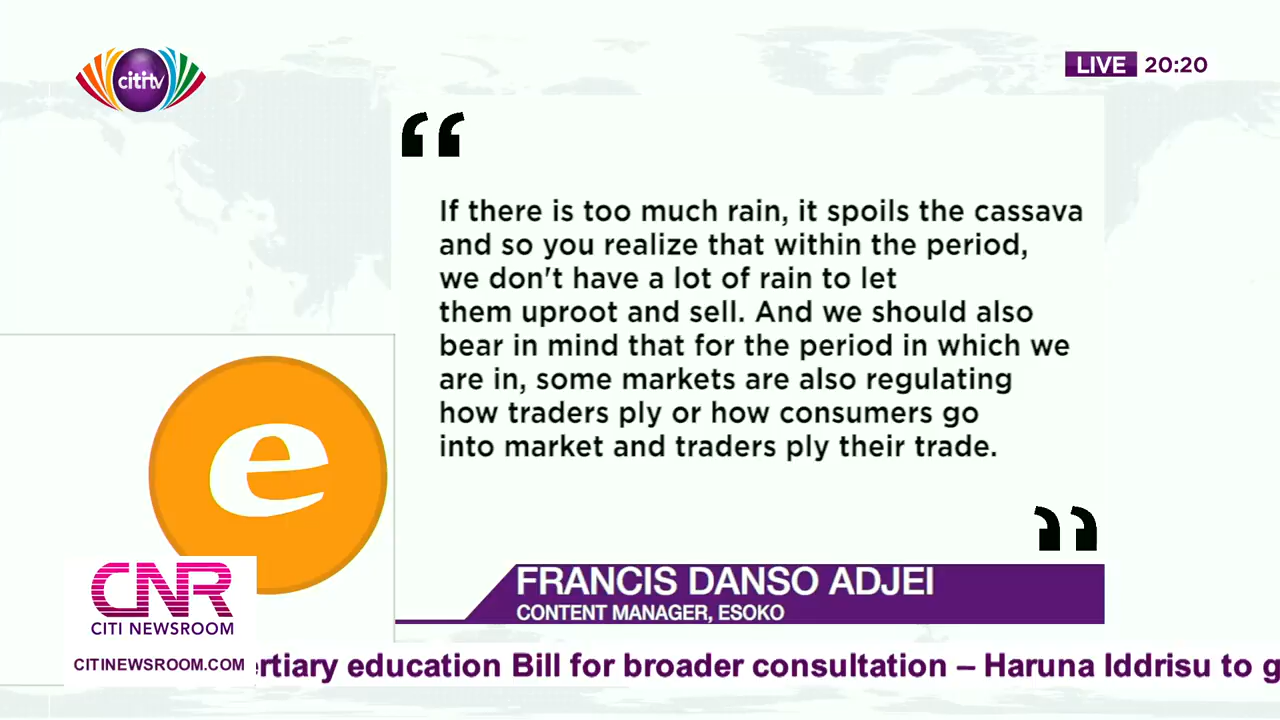 citi tv
LIVE 20:20
“
If there is too much rain, it spoils the cassava
and so you realize that within the period,
we don't have a lot of rain to let
them uproot and sell. And we should also
bear in mind that for the period in which we
are in, some markets are also regulating
how traders ply or how consumers go
into market and traders ply their trade.
”
e
FRANCIS DANSO ADJEI
CONTENT MANAGER, ESOKO
CNR
CITI NEWSROOM
CITINEWSROOM.COM
ertiary education Bill for broader consultation – Haruna Iddrisu to g